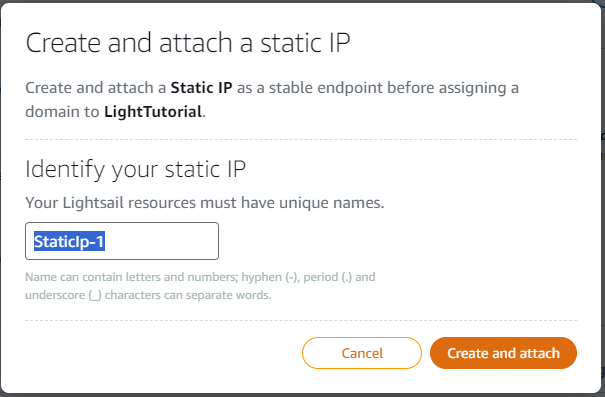 Create and attach a static IP
Create and attach a Static IP as a stable endpoint before assigning a
domain to LightTutorial.
Identify your static IP
Your Lightsail resources must have unique names.
StaticIp-1
Name can contain letters and numbers; hyphen (-), period (.) and
underscore (_) characters can separate words.
Cancel
Create and attach